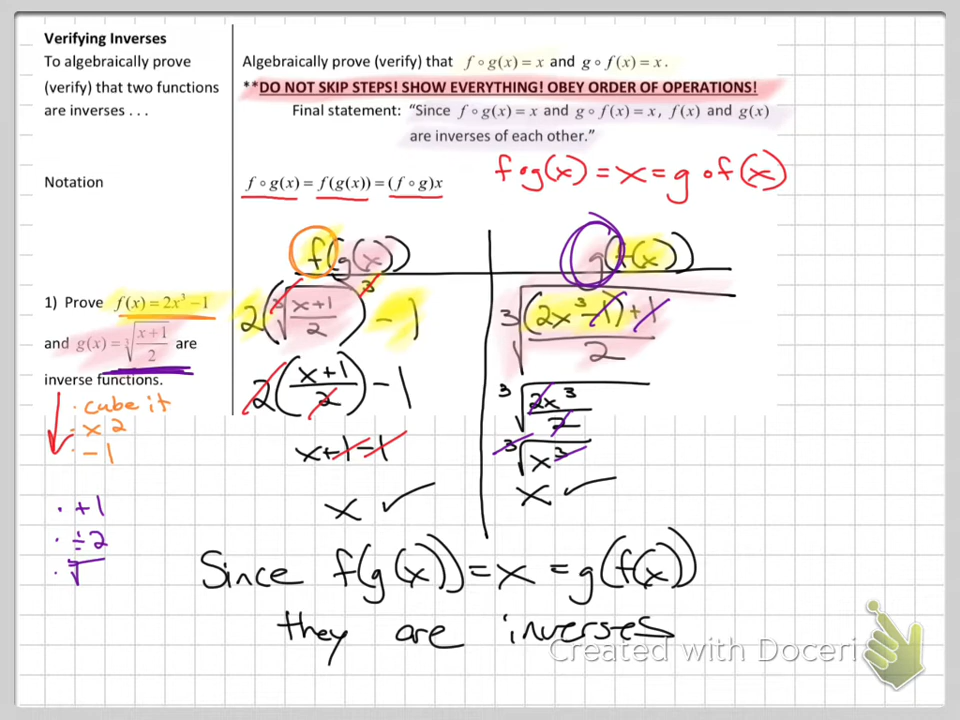 Verifying Inverses
To algebraically prove
(verify) that two functions
are inverses . . .
Algebraically prove (verify) that f ∘ g(x) = x and g ∘ f(x) = x.
**DO NOT SKIP STEPS! SHOW EVERYTHING! OBEY ORDER OF OPERATIONS!
Final statement: "Since f ∘ g(x) = x and g ∘ f(x) = x, f(x) and g(x)
are inverses of each other."
f∘g(x) = x = g∘f(x)
Notation
f ∘ g(x) = f(g(x)) = (f ∘ g)x
1) Prove f(x) = 2x³ − 1
and g(x) = ∛((x+1)/2) are
inverse functions.
· cube it
· x 2
· −1
· +1
· ÷2
· ∛
f(g(x))
2(∛((x+1)/2))³ − 1
2((x+1)/2) − 1
x+1−1
x ✓
g(f(x))
∛(((2x³−1)+1)/2)
∛(2x³/2)
∛(x³)
x ✓
Since f(g(x)) = x = g(f(x))
they are inverses
Created with Doceri